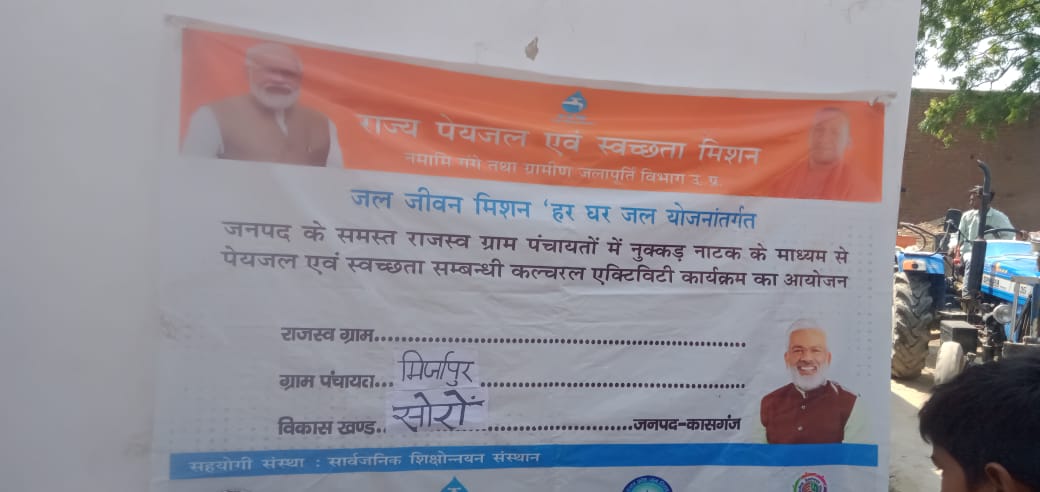 राज्य पेयजल एवं स्वच्छता मिशन
नमामि गंगे तथा ग्रामीण जलापूर्ति विभाग उ. प्र.
जल जीवन मिशन ‘हर घर जल योजनांतर्गत
जनपद के समस्त राजस्व ग्राम पंचायतों में नुक्कड़ नाटक के माध्यम से
पेयजल एवं स्वच्छता सम्बन्धी कल्चरल एक्टिविटी कार्यक्रम का आयोजन
राजस्व ग्राम................................................................
ग्राम पंचायत... मिर्जापुर ................................................
विकास खण्ड.. सोरों ...........................जनपद-कासगंज
सहयोगी संस्था : सार्वजनिक शिक्षोन्नयन संस्थान